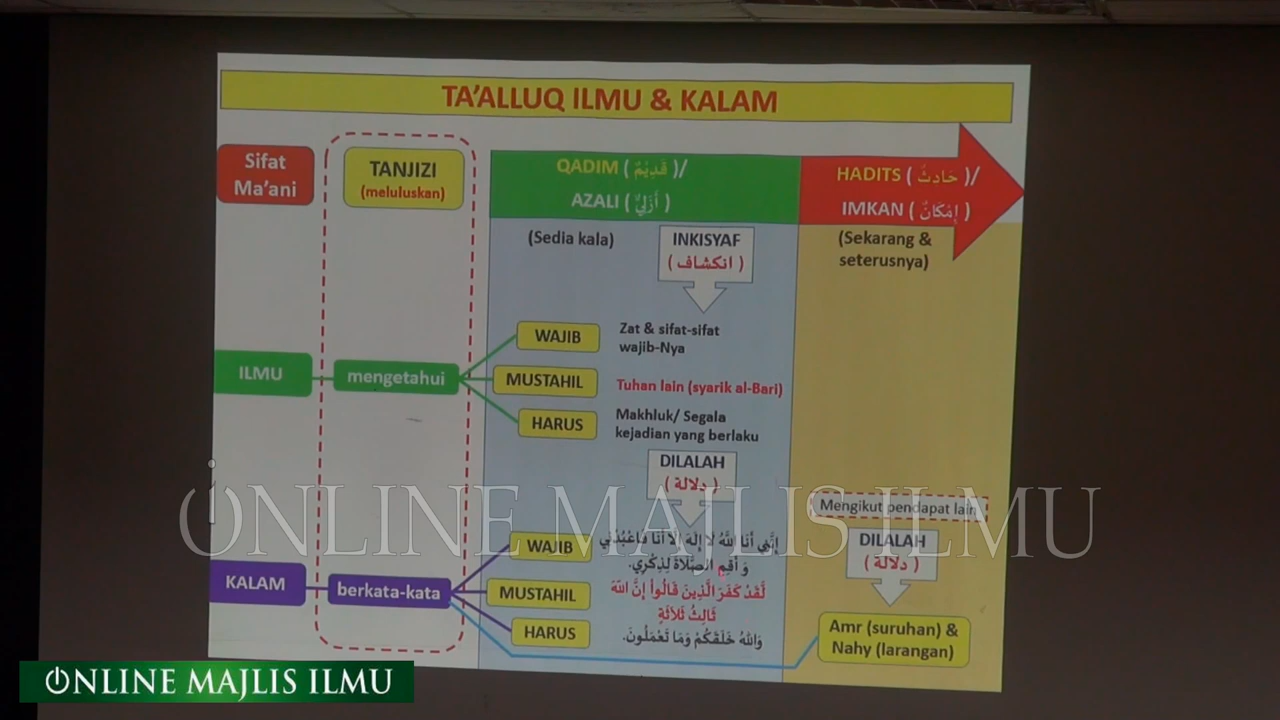 TA'ALLUQ ILMU & KALAM
Sifat
Ma'ani
TANJIZI
(meluluskan)
QADIM ( قَدِيْمٌ )/
AZALI ( أَزَلِيٌّ )
HADITS ( حَادِثٌ )/
IMKAN ( إِمْكَانٌ )
(Sedia kala)
INKISYAF
( انكشاف )
(Sekarang &
seterusnya)
ILMU
mengetahui
WAJIB
Zat & sifat-sifat
wajib-Nya
MUSTAHIL
Tuhan lain (syarik al-Bari)
HARUS
Makhluk/ Segala
kejadian yang berlaku
DILALAH
( دلالة )
Mengikut pendapat lain
DILALAH
( دلالة )
KALAM
berkata-kata
WAJIB
إِنَّنِي أَنَا اللَّهُ لَا إِلَهَ إِلَّا أَنَا فَاعْبُدْنِي
وَ أَقِمِ الصَّلَاةَ لِذِكْرِي.
MUSTAHIL
لَّقَدْ كَفَرَ الَّذِينَ قَالُواْ إِنَّ اللّهَ
ثَالِثُ ثَلَاثَةٍ
HARUS
وَاللَّهُ خَلَقَكُمْ وَمَا تَعْمَلُونَ.
Amr (suruhan) &
Nahy (larangan)
ONLINE MAJLIS ILMU
ONLINE MAJLIS ILMU